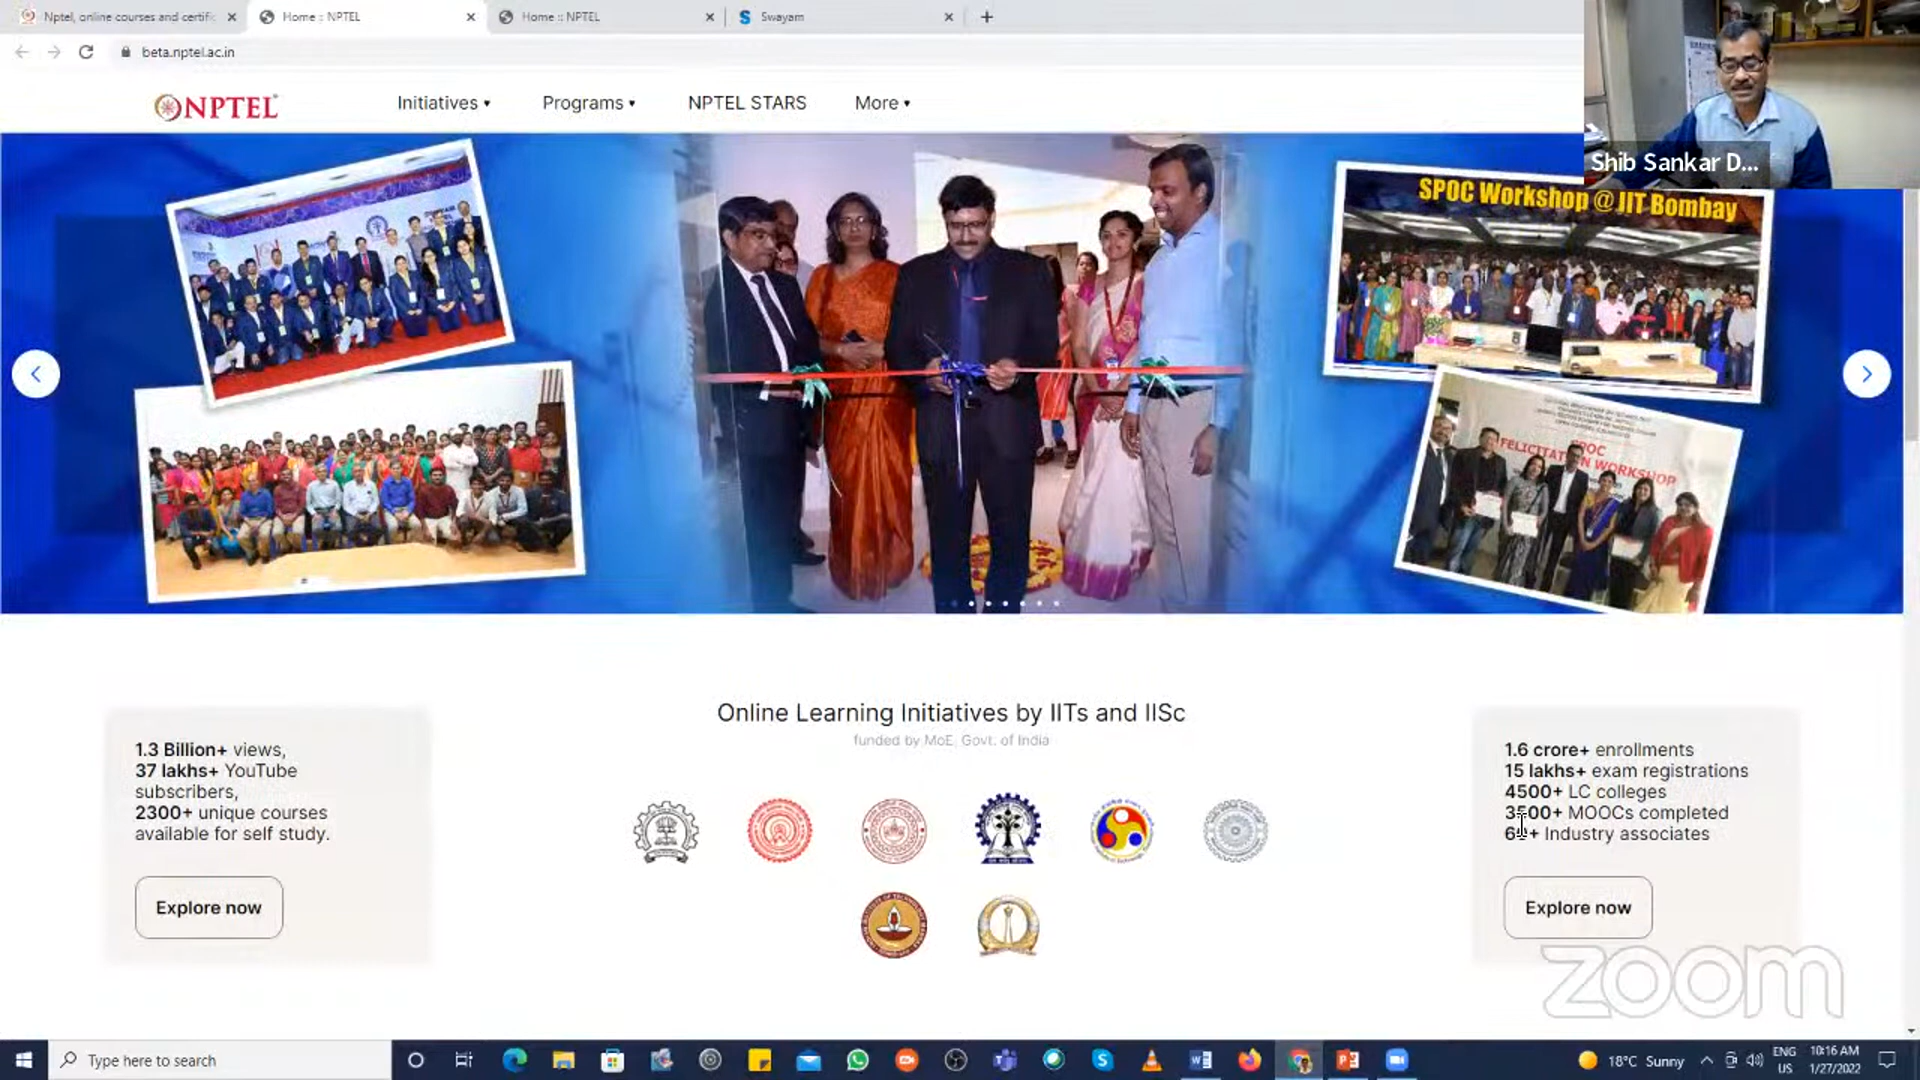 Nptel, online courses and certific
Home :: NPTEL
Home :: NPTEL
Swayam
beta.nptel.ac.in
NPTEL
Initiatives
Programs
NPTEL STARS
More
Shib Sankar D...
SPOC Workshop @ IIT Bombay
SPOC
FELICITATION WORKSHOP
Online Learning Initiatives by IITs and IISc
funded by MoE, Govt. of India
1.3 Billion+ views,
37 lakhs+ YouTube
subscribers,
2300+ unique courses
available for self study.
Explore now
1.6 crore+ enrollments
15 lakhs+ exam registrations
4500+ LC colleges
3500+ MOOCs completed
Industry associates
Explore now
zoom
Type here to search
18°C Sunny
ENG
US
10:16 AM
1/27/2022